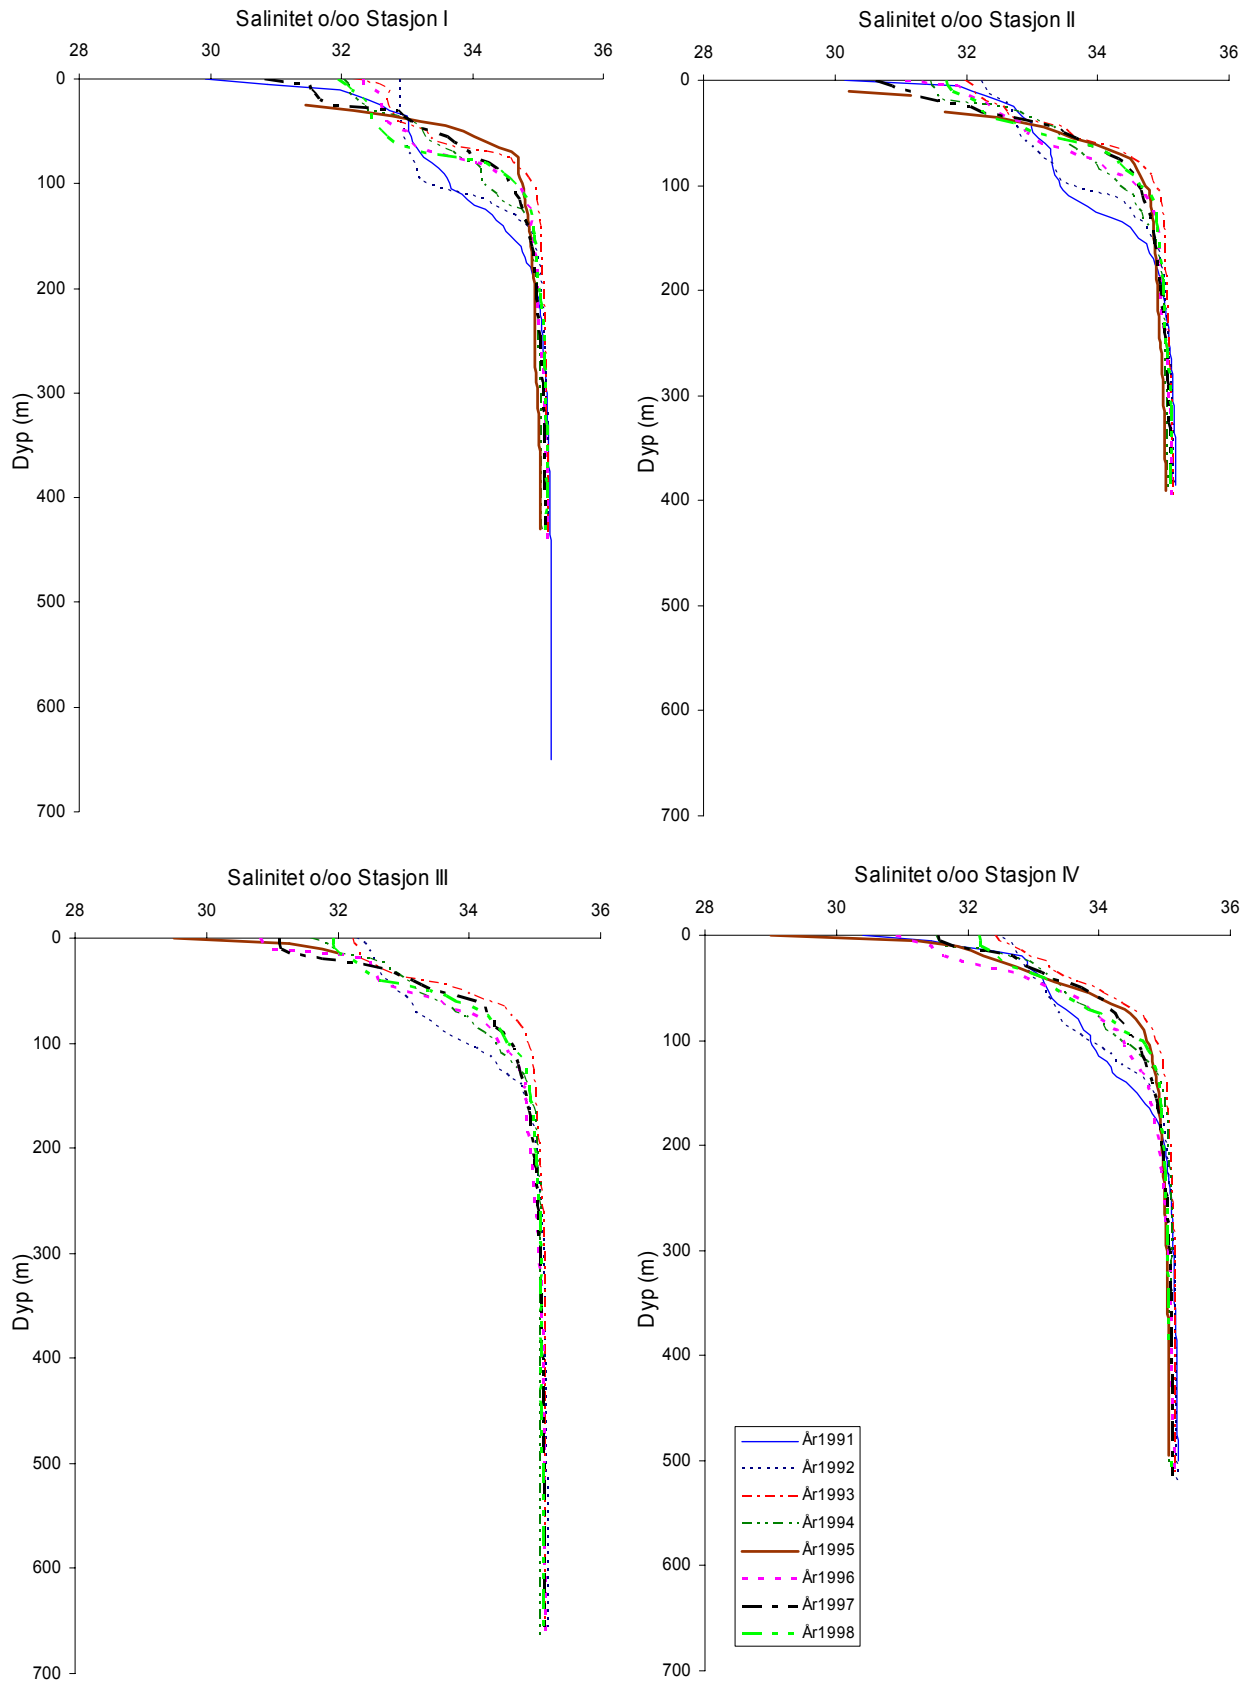 Salinitet o/oo Stasjon I
28 30 32 34 36
0
100
200
300
400
500
600
700
Dyp (m)
Salinitet o/oo Stasjon II
28 30 32 34 36
0
100
200
300
400
500
600
700
Dyp (m)
Salinitet o/oo Stasjon III
28 30 32 34 36
0
100
200
300
400
500
600
700
Dyp (m)
Salinitet o/oo Stasjon IV
28 30 32 34 36
0
100
200
300
400
500
600
700
Dyp (m)
År1991
År1992
År1993
År1994
År1995
År1996
År1997
År1998